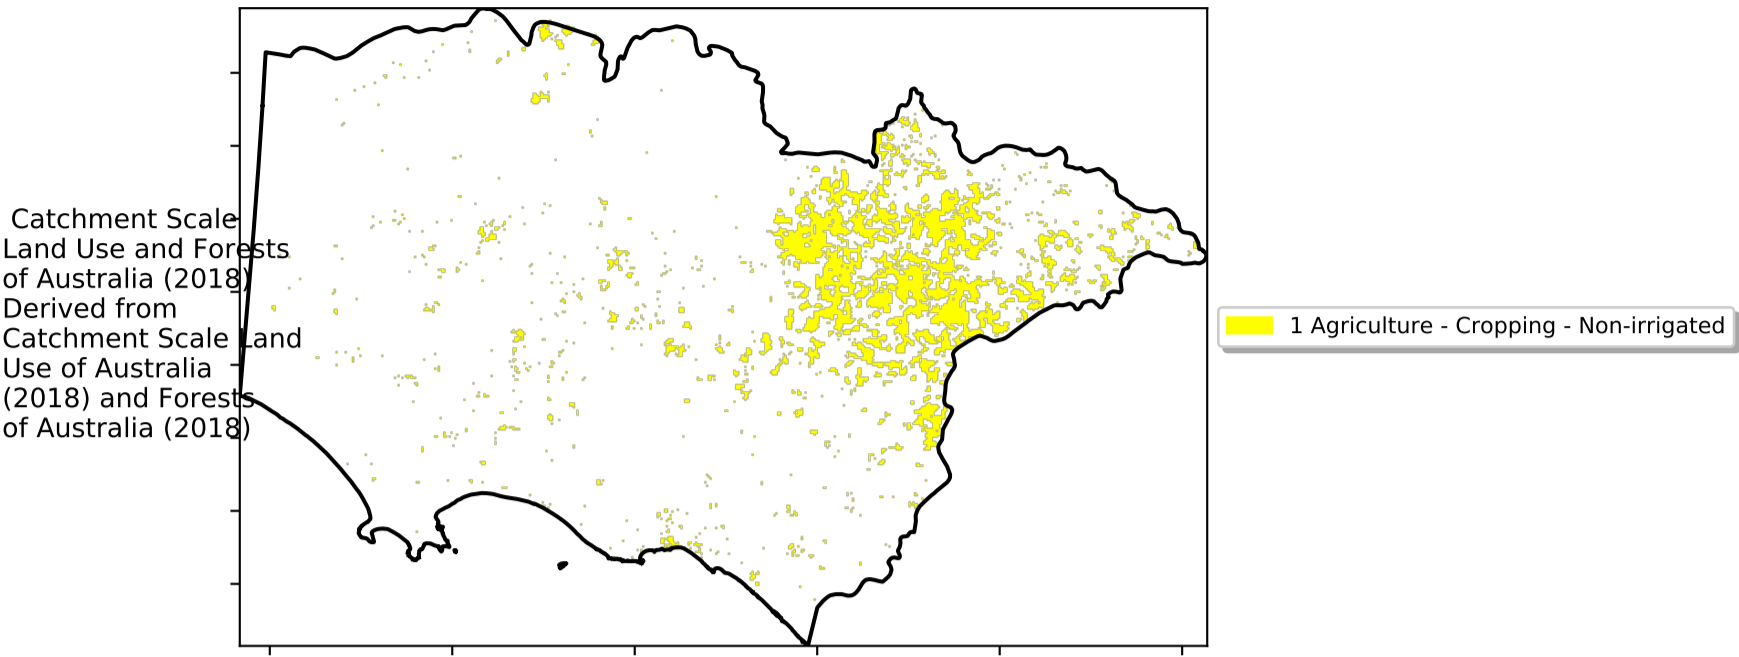 Catchment Scale
Land Use and Forests
of Australia (2018)
Derived from
Catchment Scale Land
Use of Australia
(2018) and Forests
of Australia (2018)
1 Agriculture - Cropping - Non-irrigated